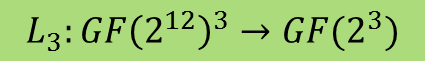 L₃: GF(2¹²)³ → GF(2³)